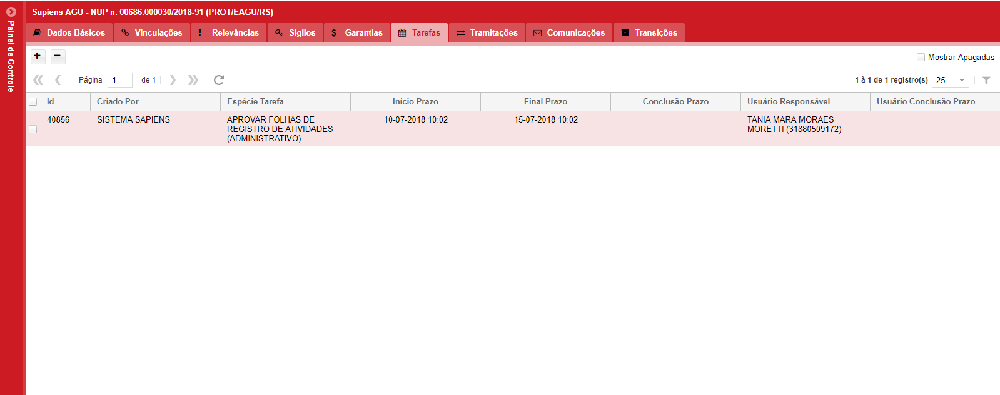 Sapiens AGU - NUP n. 00686.000030/2018-91 (PROT/EAGU/RS)
Painel de Controle
Dados Básicos Vinculações Relevâncias Sigilos Garantias Tarefas Tramitações Comunicações Transições
Mostrar Apagadas
Página 1 de 1
1 à 1 de 1 registro(s) 25
Id Criado Por Espécie Tarefa Início Prazo Final Prazo Conclusão Prazo Usuário Responsável Usuário Conclusão Prazo
40856 SISTEMA SAPIENS APROVAR FOLHAS DE 10-07-2018 10:02 15-07-2018 10:02 TANIA MARA MORAES
REGISTRO DE ATIVIDADES MORETTI (31880509172)
(ADMINISTRATIVO)